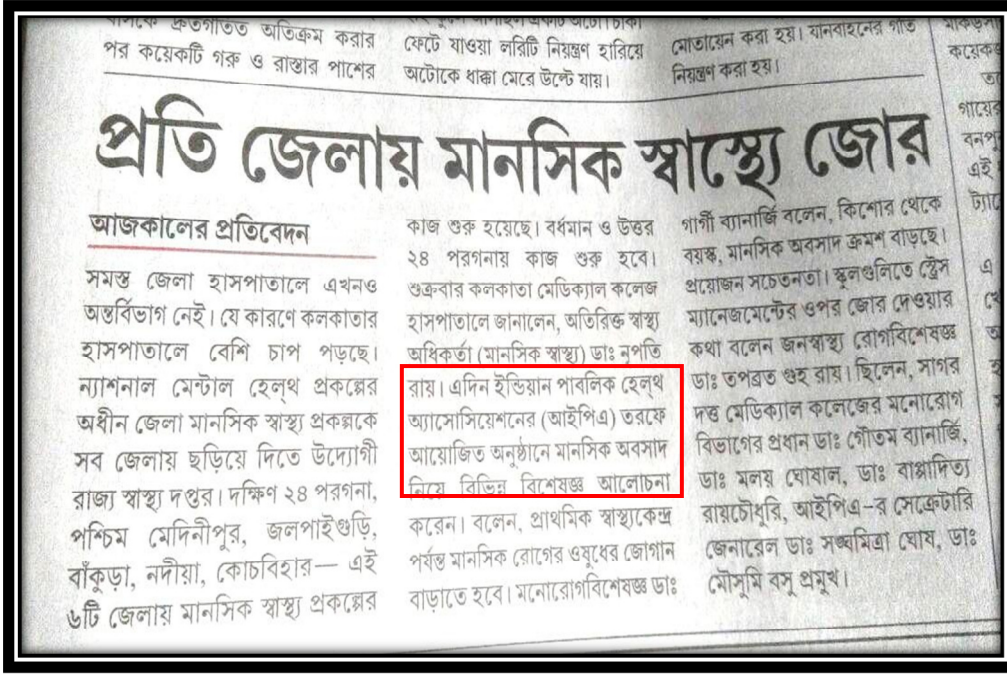 দ্রুতগতিতে অতিক্রম করার
পর কয়েকটি গরু ও রাস্তার পাশের
ফেটে যাওয়া লরিটি নিয়ন্ত্রণ হারিয়ে
অটোকে ধাক্কা মেরে উল্টে যায়।
মোতায়েন করা হয়। যানবাহনের গতি
নিয়ন্ত্রণ করা হয়।
প্রতি জেলায় মানসিক স্বাস্থ্যে জোর
আজকালের প্রতিবেদন
সমস্ত জেলা হাসপাতালে এখনও
অন্তর্বিভাগ নেই। যে কারণে কলকাতার
হাসপাতালে বেশি চাপ পড়ছে।
ন্যাশনাল মেন্টাল হেল্‌থ প্রকল্পের
অধীন জেলা মানসিক স্বাস্থ্য প্রকল্পকে
সব জেলায় ছড়িয়ে দিতে উদ্যোগী
রাজ্য স্বাস্থ্য দপ্তর। দক্ষিণ ২৪ পরগনা,
পশ্চিম মেদিনীপুর, জলপাইগুড়ি,
বাঁকুড়া, নদীয়া, কোচবিহার— এই
৬টি জেলায় মানসিক স্বাস্থ্য প্রকল্পের
কাজ শুরু হয়েছে। বর্ধমান ও উত্তর
২৪ পরগনায় কাজ শুরু হবে।
শুক্রবার কলকাতা মেডিক্যাল কলেজ
হাসপাতালে জানালেন, অতিরিক্ত স্বাস্থ্য
অধিকর্তা (মানসিক স্বাস্থ্য) ডাঃ নৃপতি
রায়। এদিন ইন্ডিয়ান পাবলিক হেল্‌থ
অ্যাসোসিয়েশনের (আইপিএ) তরফে
আয়োজিত অনুষ্ঠানে মানসিক অবসাদ
নিয়ে বিভিন্ন বিশেষজ্ঞ আলোচনা
করেন। বলেন, প্রাথমিক স্বাস্থ্যকেন্দ্র
পর্যন্ত মানসিক রোগের ওষুধের জোগান
বাড়াতে হবে। মনোরোগবিশেষজ্ঞ ডাঃ
গার্গী ব্যানার্জি বলেন, কিশোর থেকে
বয়স্ক, মানসিক অবসাদ ক্রমশ বাড়ছে।
প্রয়োজন সচেতনতা। স্কুলগুলিতে স্ট্রেস
ম্যানেজমেন্টের ওপর জোর দেওয়ার
কথা বলেন জনস্বাস্থ্য রোগবিশেষজ্ঞ
ডাঃ তপব্রত গুহ রায়। ছিলেন, সাগর
দত্ত মেডিক্যাল কলেজের মনোরোগ
বিভাগের প্রধান ডাঃ গৌতম ব্যানার্জি,
ডাঃ মলয় ঘোষাল, ডাঃ বাপ্পাদিত্য
রায়চৌধুরি, আইপিএ-র সেক্রেটারি
জেনারেল ডাঃ সঙ্ঘমিত্রা ঘোষ, ডাঃ
মৌসুমি বসু প্রমুখ।